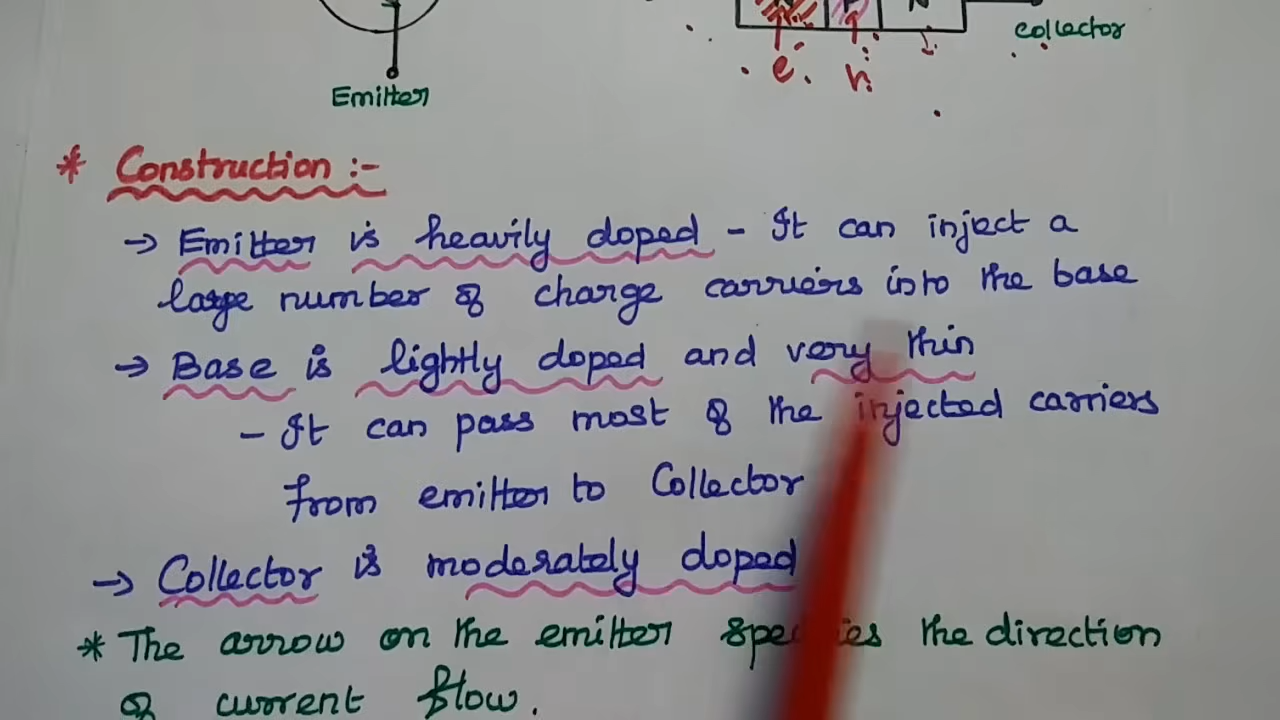 N P N
Collector
e. h.
Emitter
* Construction :-
→ Emitter is heavily doped - It can inject a
large number of charge carriers into the base
→ Base is lightly doped and very thin
- It can pass most of the injected carriers
from emitter to Collector
→ Collector is moderately doped
* The arrow on the emitter the direction
of current flow.